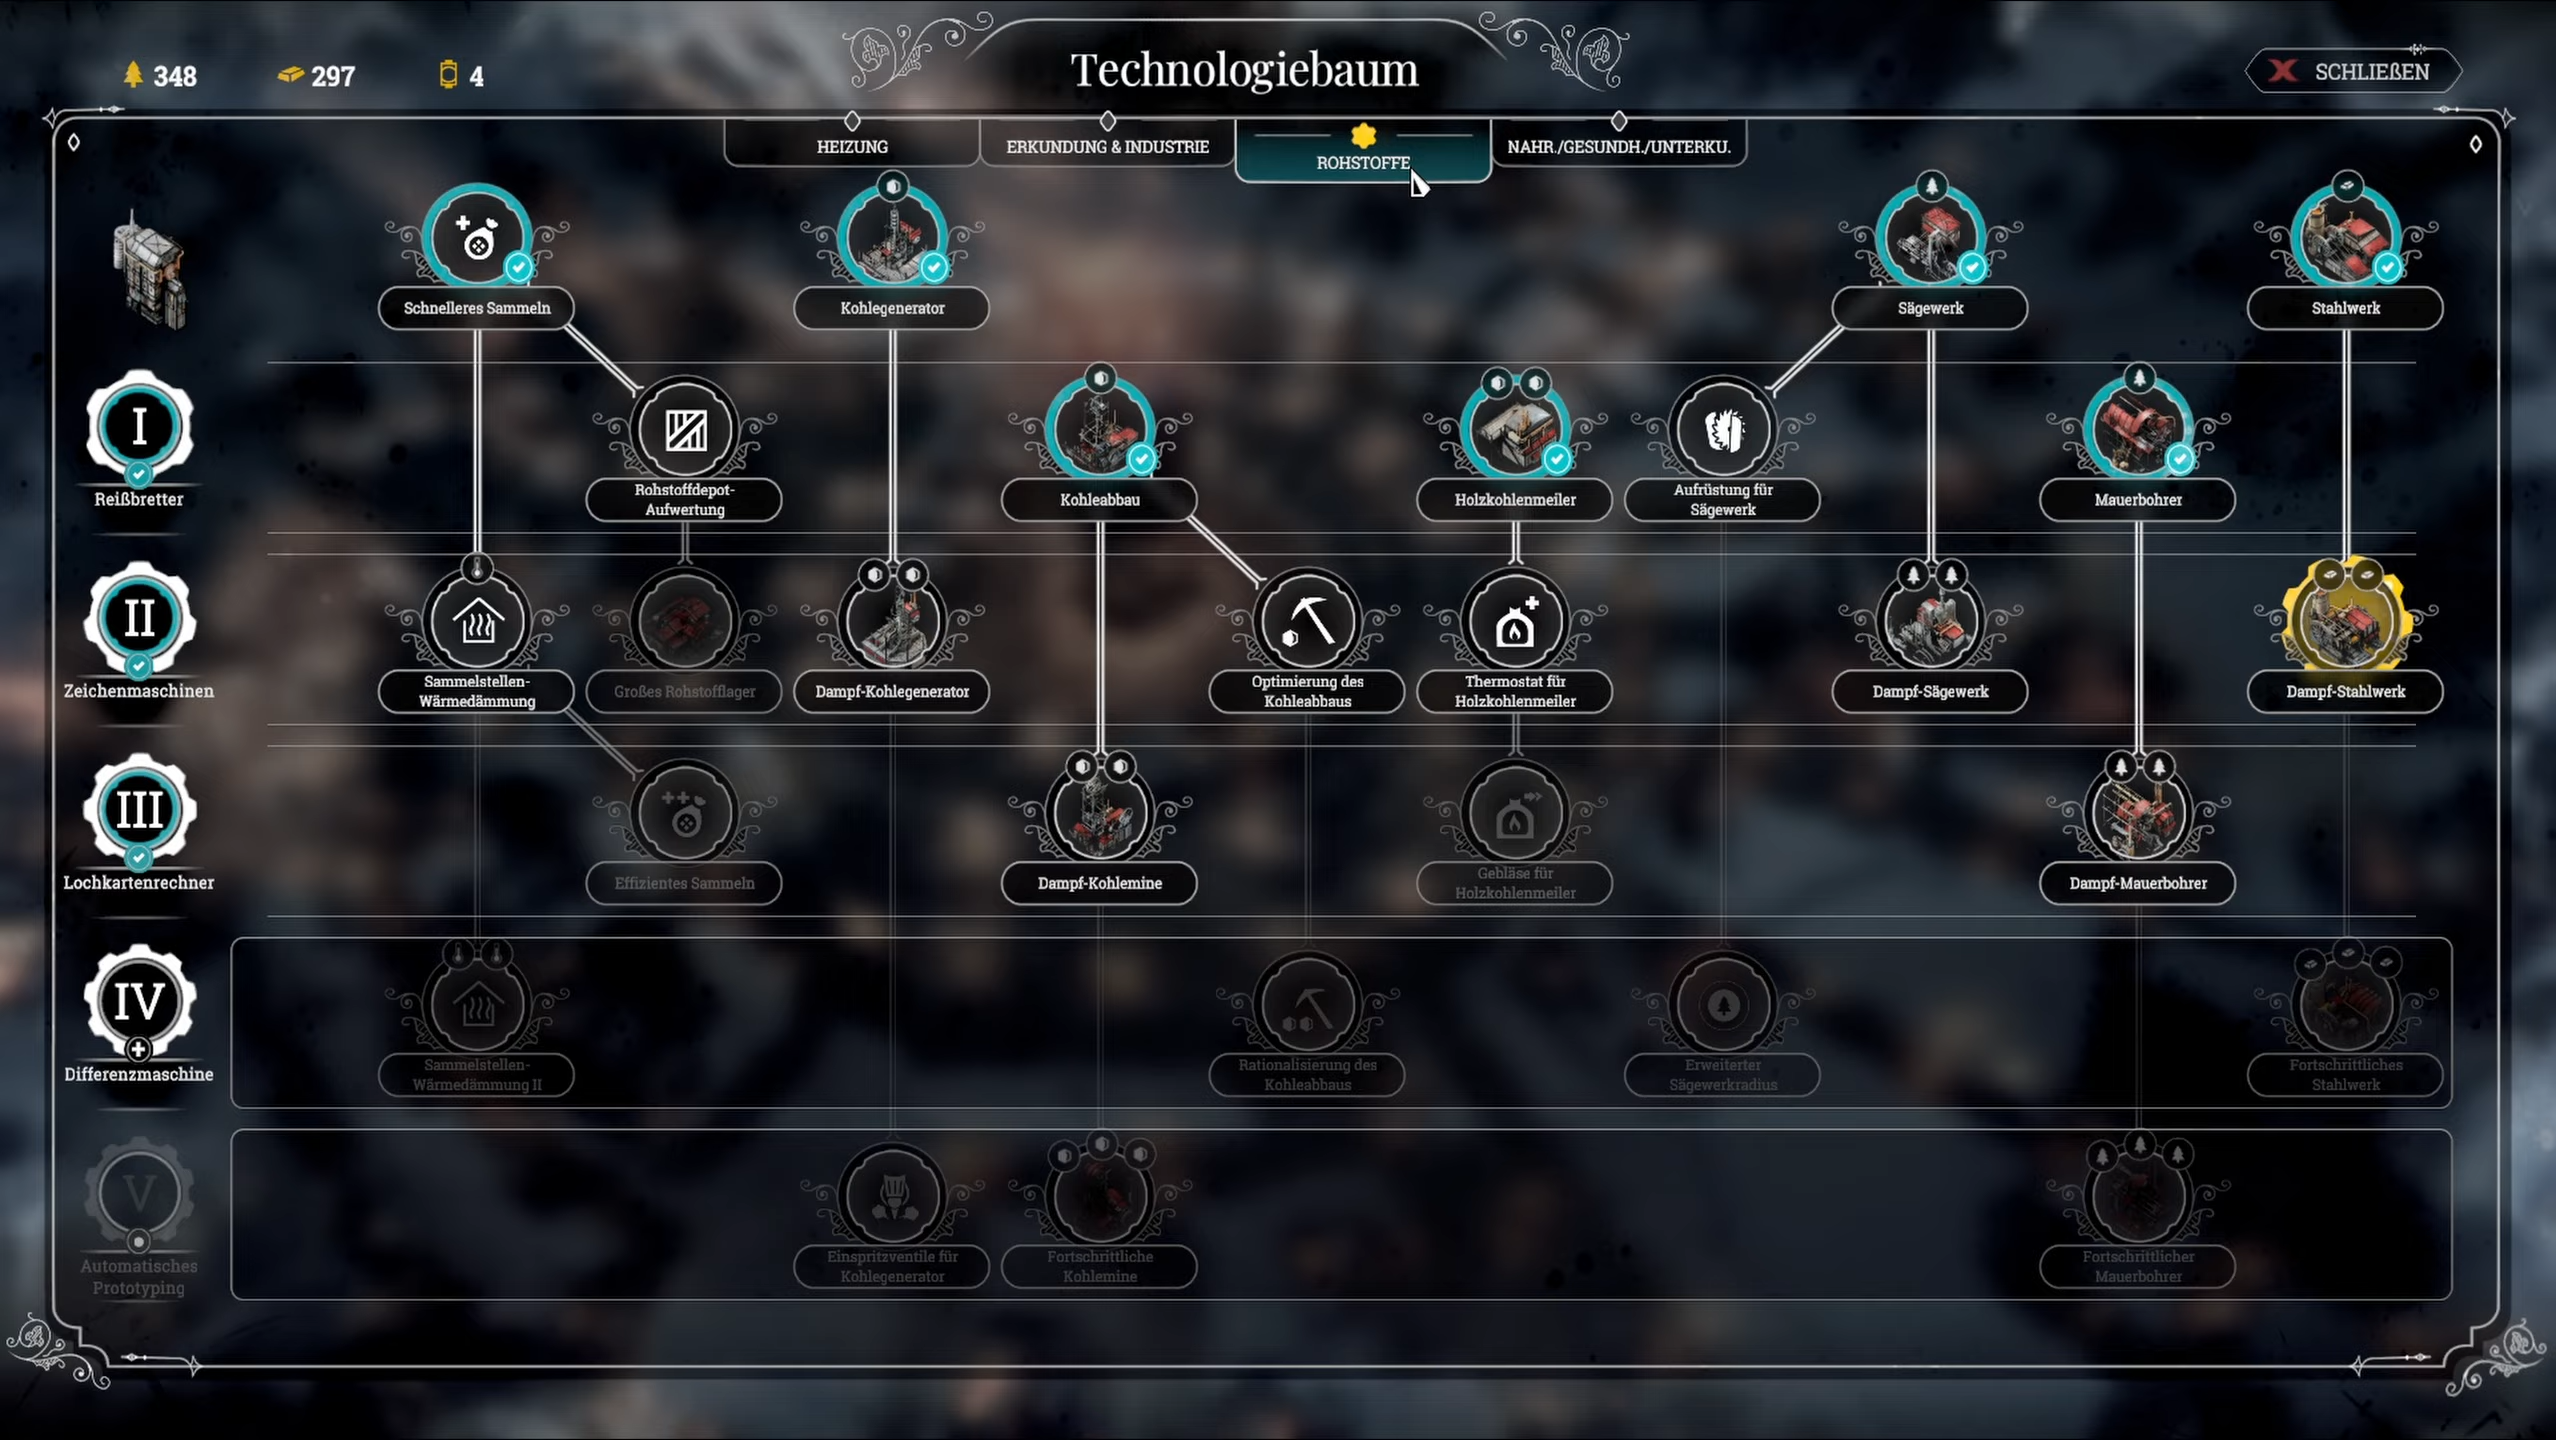 348
297
4
Technologiebaum
SCHLIEẞEN
HEIZUNG
ERKUNDUNG & INDUSTRIE
ROHSTOFFE
NAHR./GESUNDH./UNTERKU.
Schnelleres Sammeln
Kohlegenerator
Sägewerk
Stahlwerk
I
Reißbretter
Rohstoffdepot-
Aufwertung
Kohleabbau
Holzkohlenmeiler
Aufrüstung für
Sägewerk
Mauerbohrer
II
Zeichenmaschinen
Sammelstellen-
Wärmedämmung
Großes Rohstofflager
Dampf-Kohlegenerator
Optimierung des
Kohleabbaus
Thermostat für
Holzkohlenmeiler
Dampf-Sägewerk
Dampf-Stahlwerk
III
Lochkartenrechner
Effizientes Sammeln
Dampf-Kohlemine
Gebläse für
Holzkohlenmeiler
Dampf-Mauerbohrer
IV
Differenzmaschine
Sammelstellen-
Wärmedämmung II
Rationalisierung des
Kohleabbaus
Erweiterter
Sägewerkradius
Fortschrittliches
Stahlwerk
V
Automatisches
Prototyping
Einspritzventile für
Kohlegenerator
Fortschrittliche
Kohlemine
Fortschrittlicher
Mauerbohrer